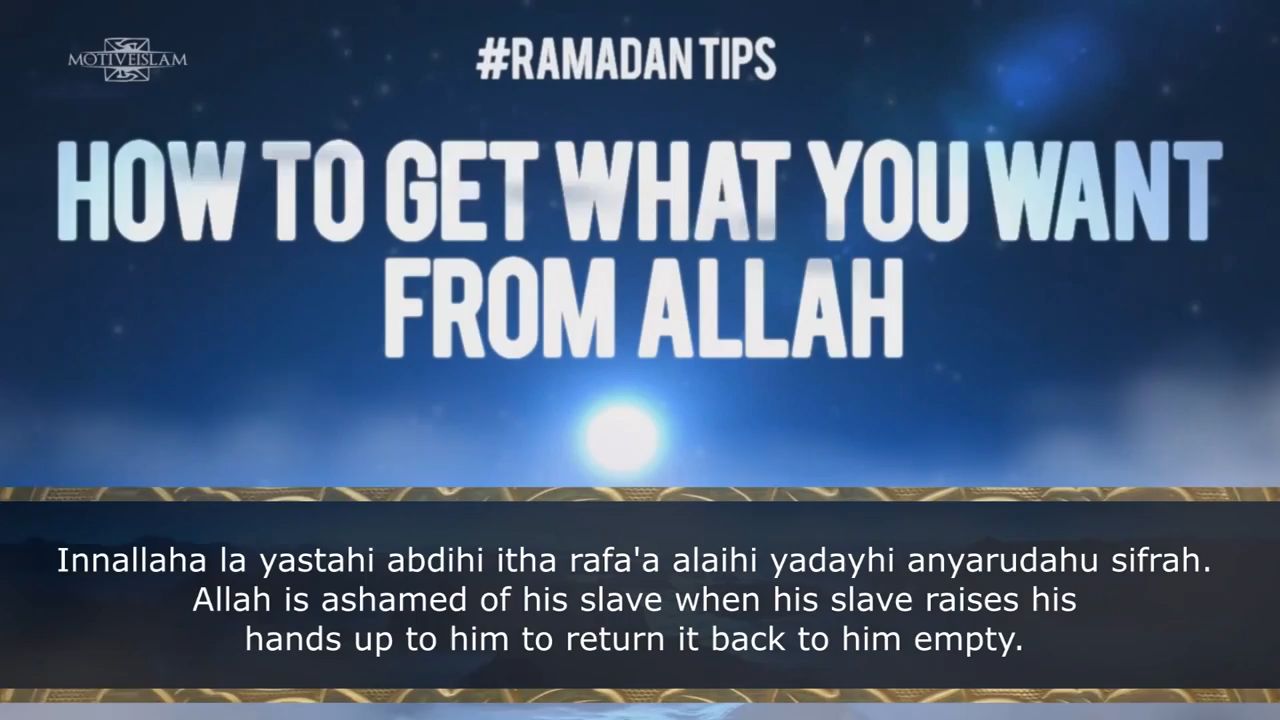 MOTIVEISLAM
#RAMADAN TIPS
HOW TO GET WHAT YOU WANT
FROM ALLAH
Innallaha la yastahi abdihi itha rafa'a alaihi yadayhi anyarudahu sifrah.
Allah is ashamed of his slave when his slave raises his
hands up to him to return it back to him empty.